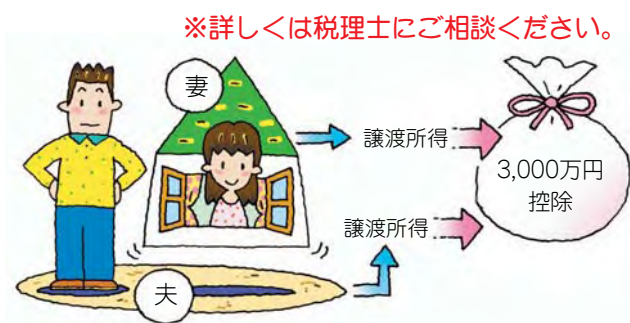 ※詳しくは税理士にご相談ください。
妻
譲渡所得
3,000万円
控除
譲渡所得
夫